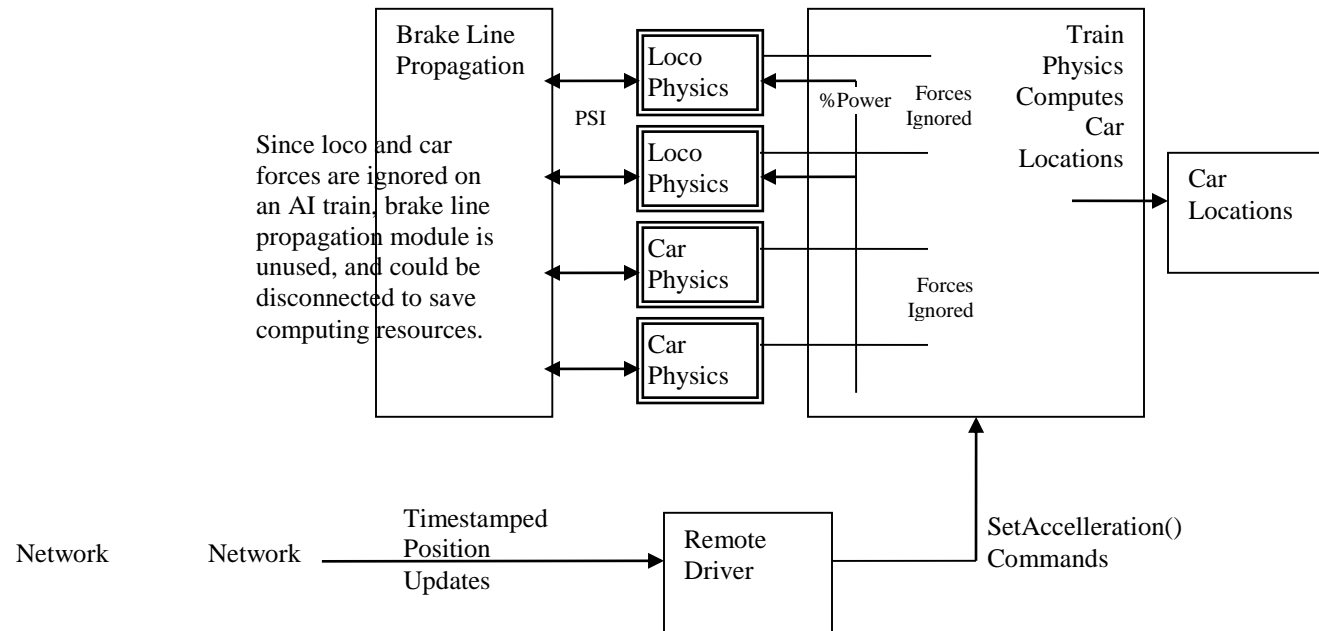 Brake Line
Propagation
Since loco and car
forces are ignored on
an AI train, brake line
propagation module is
unused, and could be
disconnected to save
computing resources.
PSI
Loco
Physics
Loco
Physics
Car
Physics
Car
Physics
%Power
Forces
Ignored
Forces
Ignored
Train
Physics
Computes
Car
Locations
Car
Locations
Network
Network
Timestamped
Position
Updates
Remote
Driver
SetAccelleration()
Commands